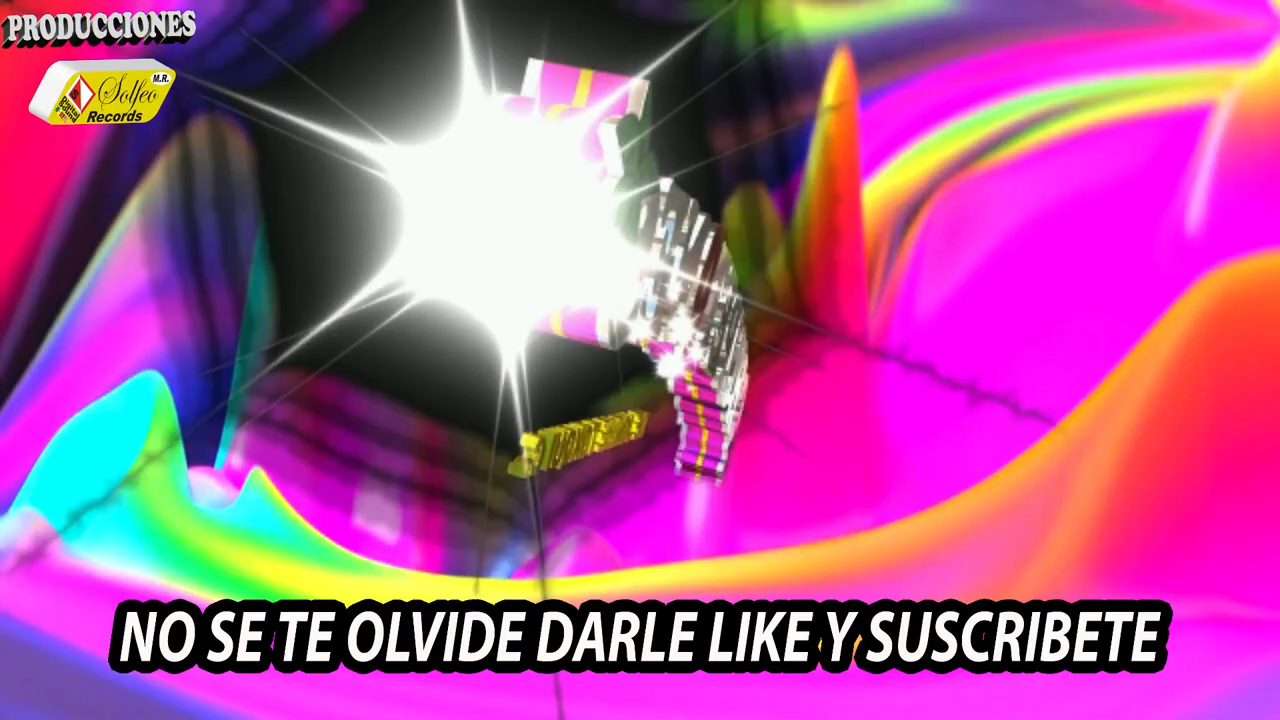 PRODUCCIONES
Solfeo
M.R.
Records
NO SE TE OLVIDE DARLE LIKE Y SUSCRIBETE